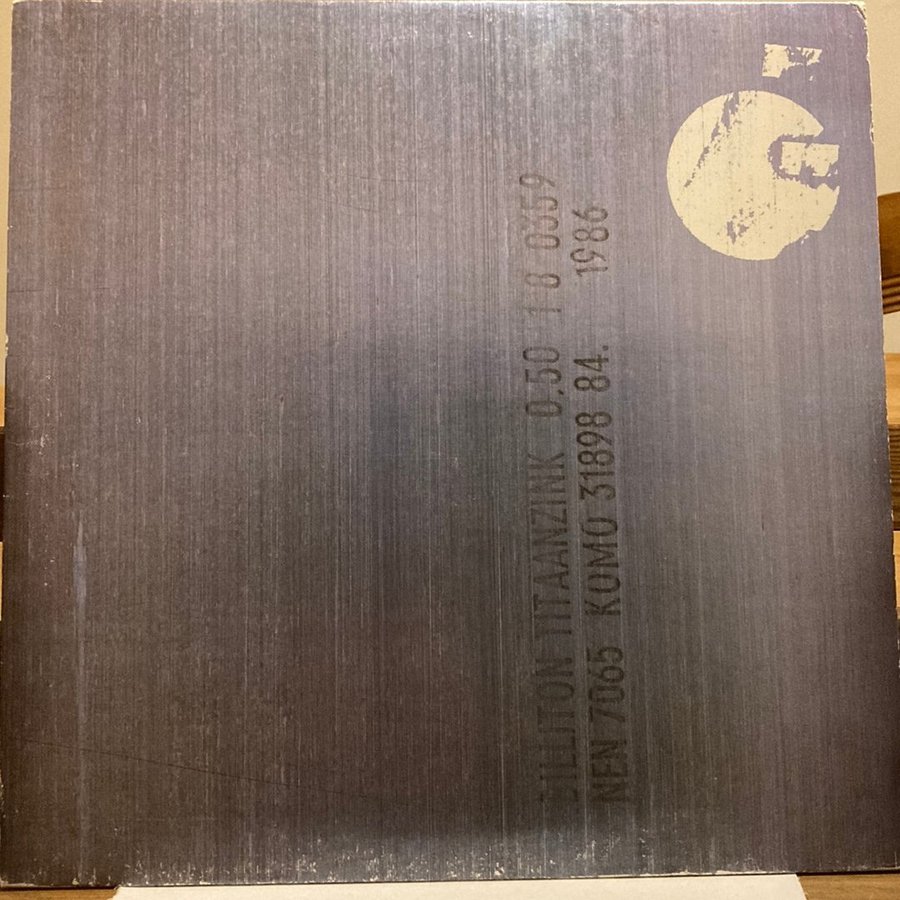 BILLITON TITAANZINK 0,50 1 8 0359
NEN 7065 KOMO 31898 84. 1986